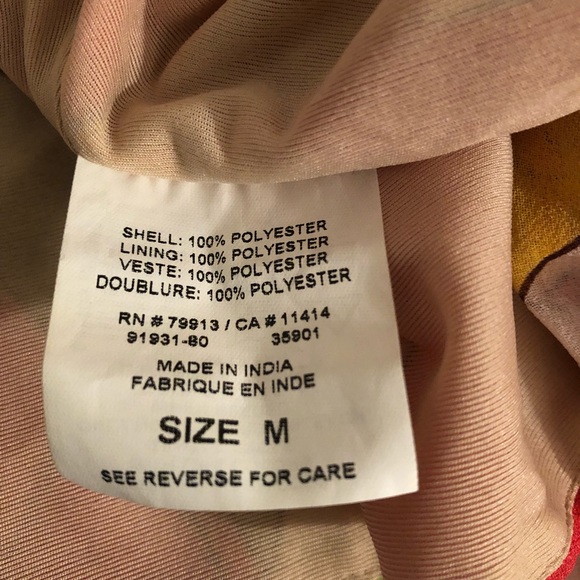 SHELL: 100% POLYESTER
LINING: 100% POLYESTER
VESTE: 100% POLYESTER
DOUBLURE: 100% POLYESTER
RN # 79913 / CA # 11414
91931-80 35901
MADE IN INDIA
FABRIQUE EN INDE
SIZE M
SEE REVERSE FOR CARE